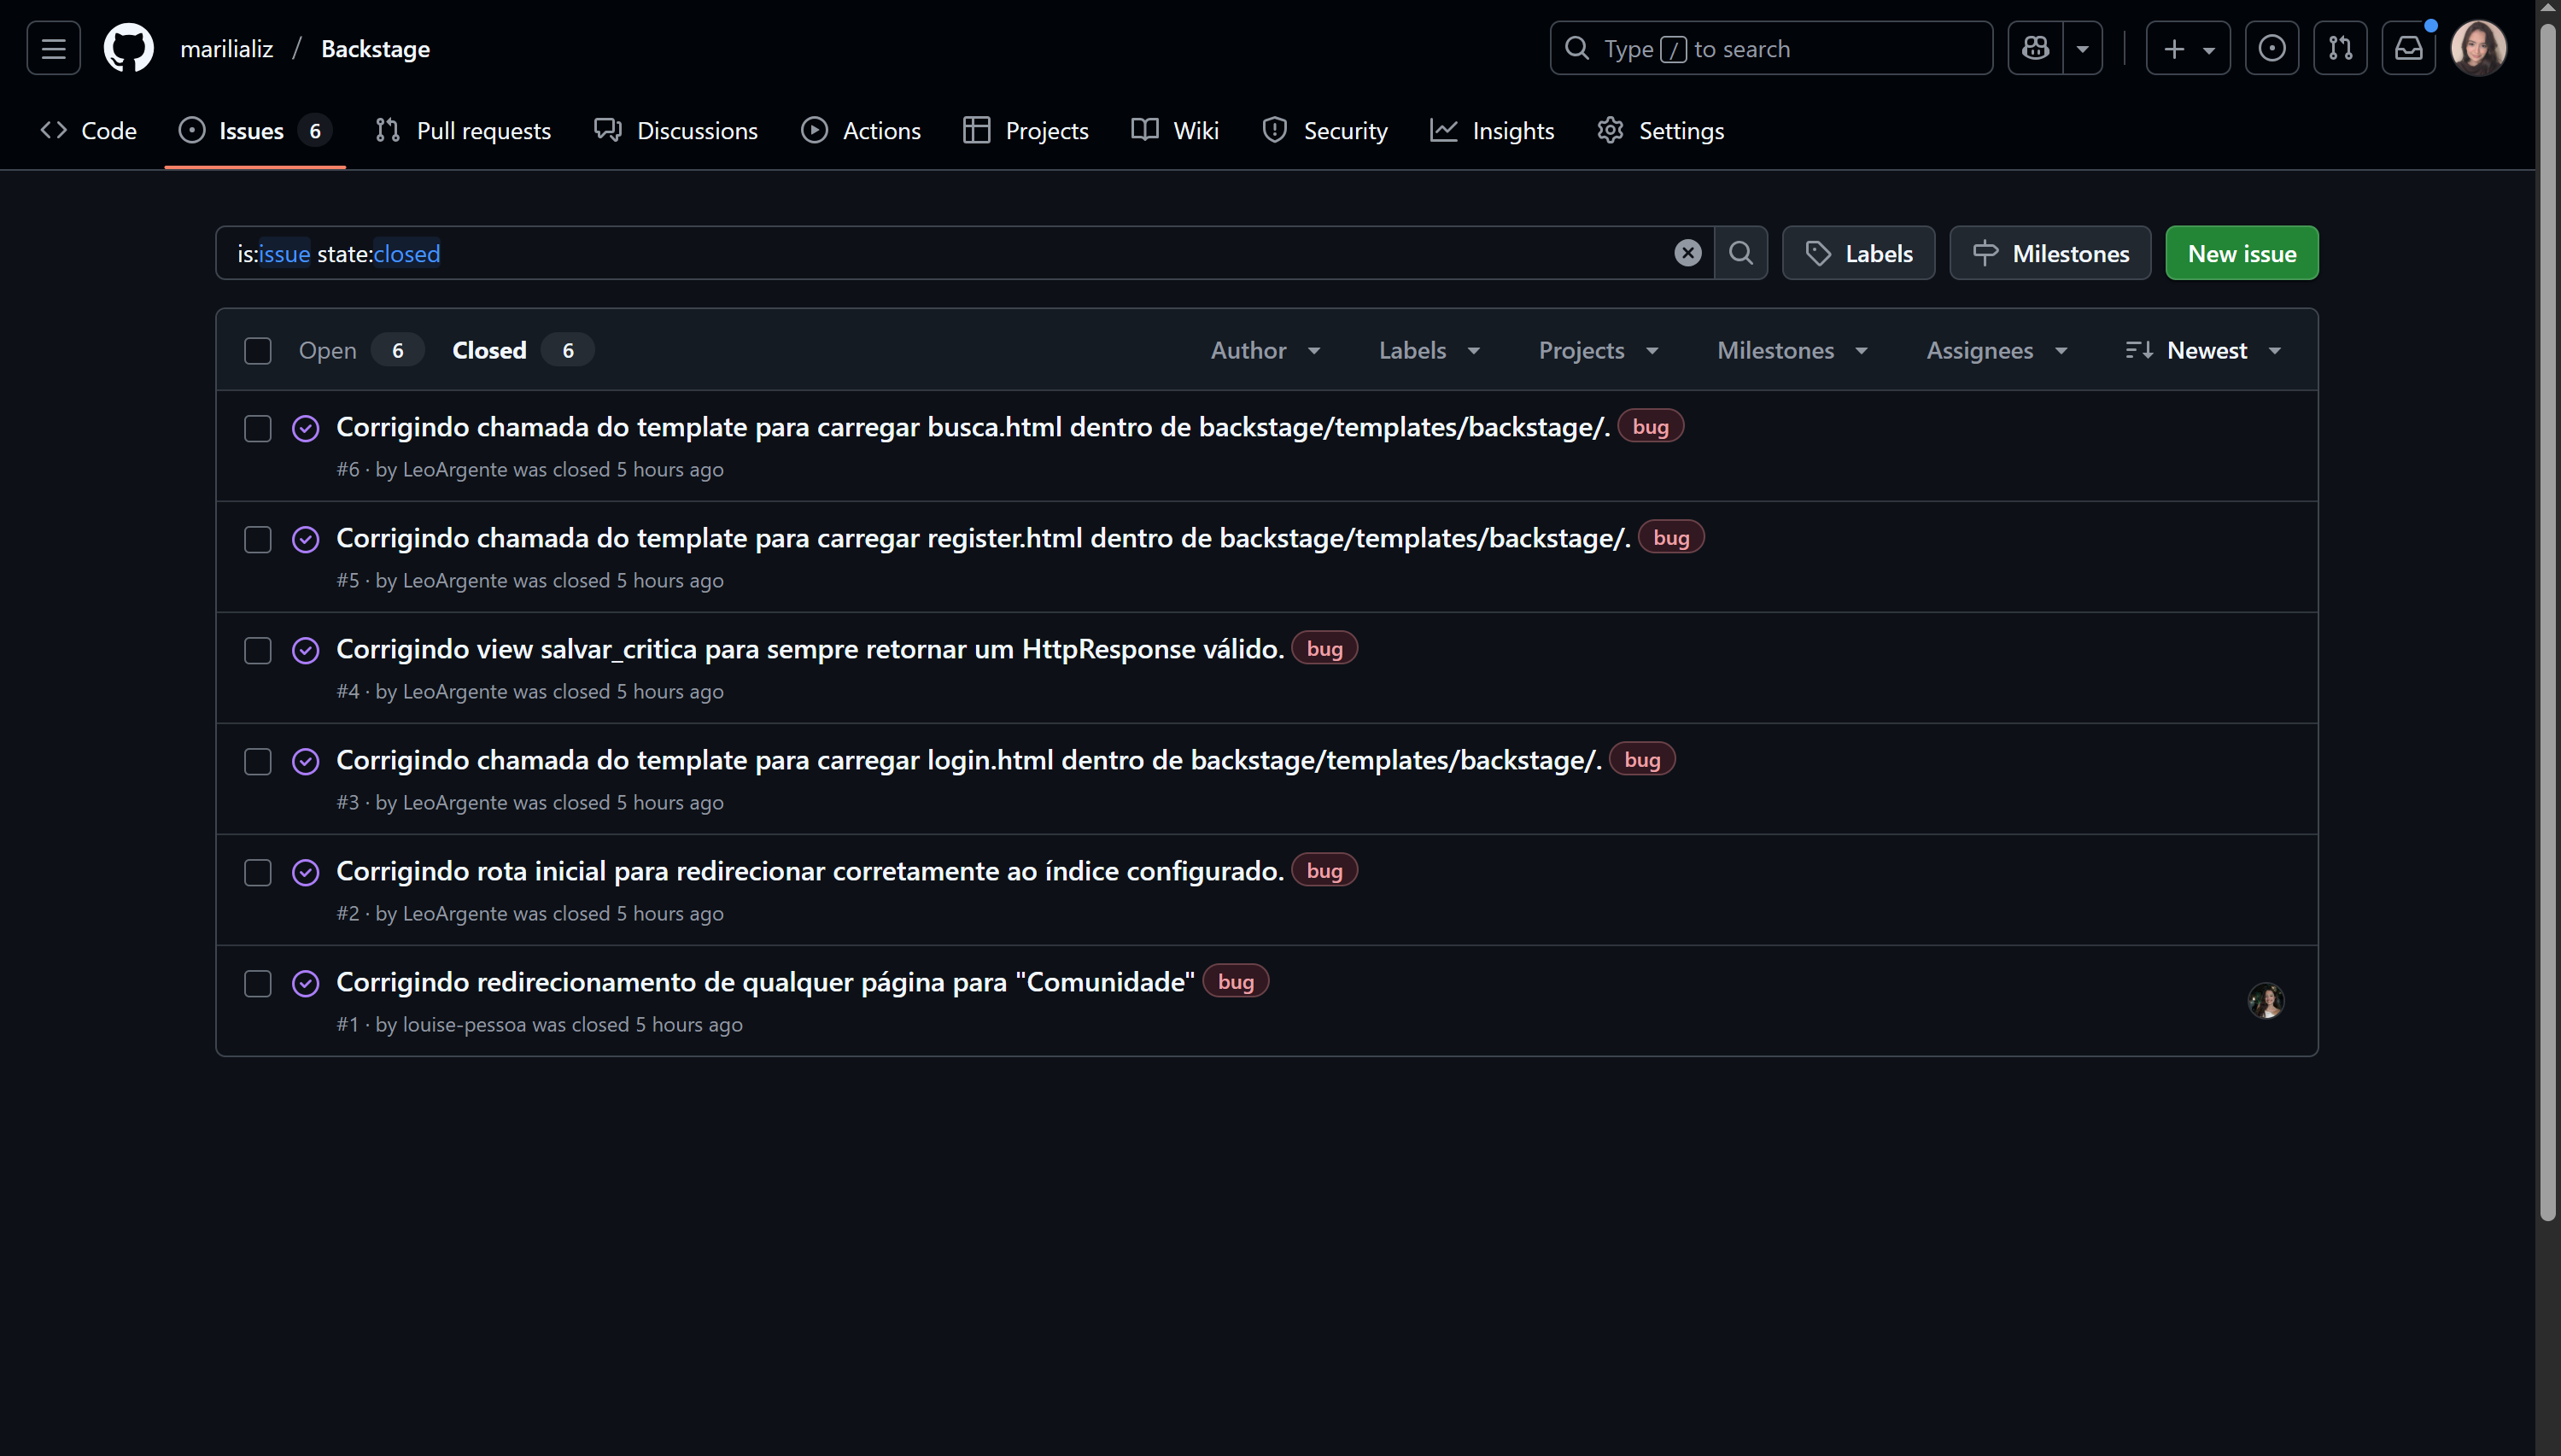 marilializ / Backstage
Type / to search
Code
Issues 6
Pull requests
Discussions
Actions
Projects
Wiki
Security
Insights
Settings
is:issue state:closed
Labels
Milestones
New issue
Open 6
Closed 6
Author
Labels
Projects
Milestones
Assignees
Newest
Corrigindo chamada do template para carregar busca.html dentro de backstage/templates/backstage/. bug
#6 · by LeoArgente was closed 5 hours ago
Corrigindo chamada do template para carregar register.html dentro de backstage/templates/backstage/. bug
#5 · by LeoArgente was closed 5 hours ago
Corrigindo view salvar_critica para sempre retornar um HttpResponse válido. bug
#4 · by LeoArgente was closed 5 hours ago
Corrigindo chamada do template para carregar login.html dentro de backstage/templates/backstage/. bug
#3 · by LeoArgente was closed 5 hours ago
Corrigindo rota inicial para redirecionar corretamente ao índice configurado. bug
#2 · by LeoArgente was closed 5 hours ago
Corrigindo redirecionamento de qualquer página para "Comunidade" bug
#1 · by louise-pessoa was closed 5 hours ago